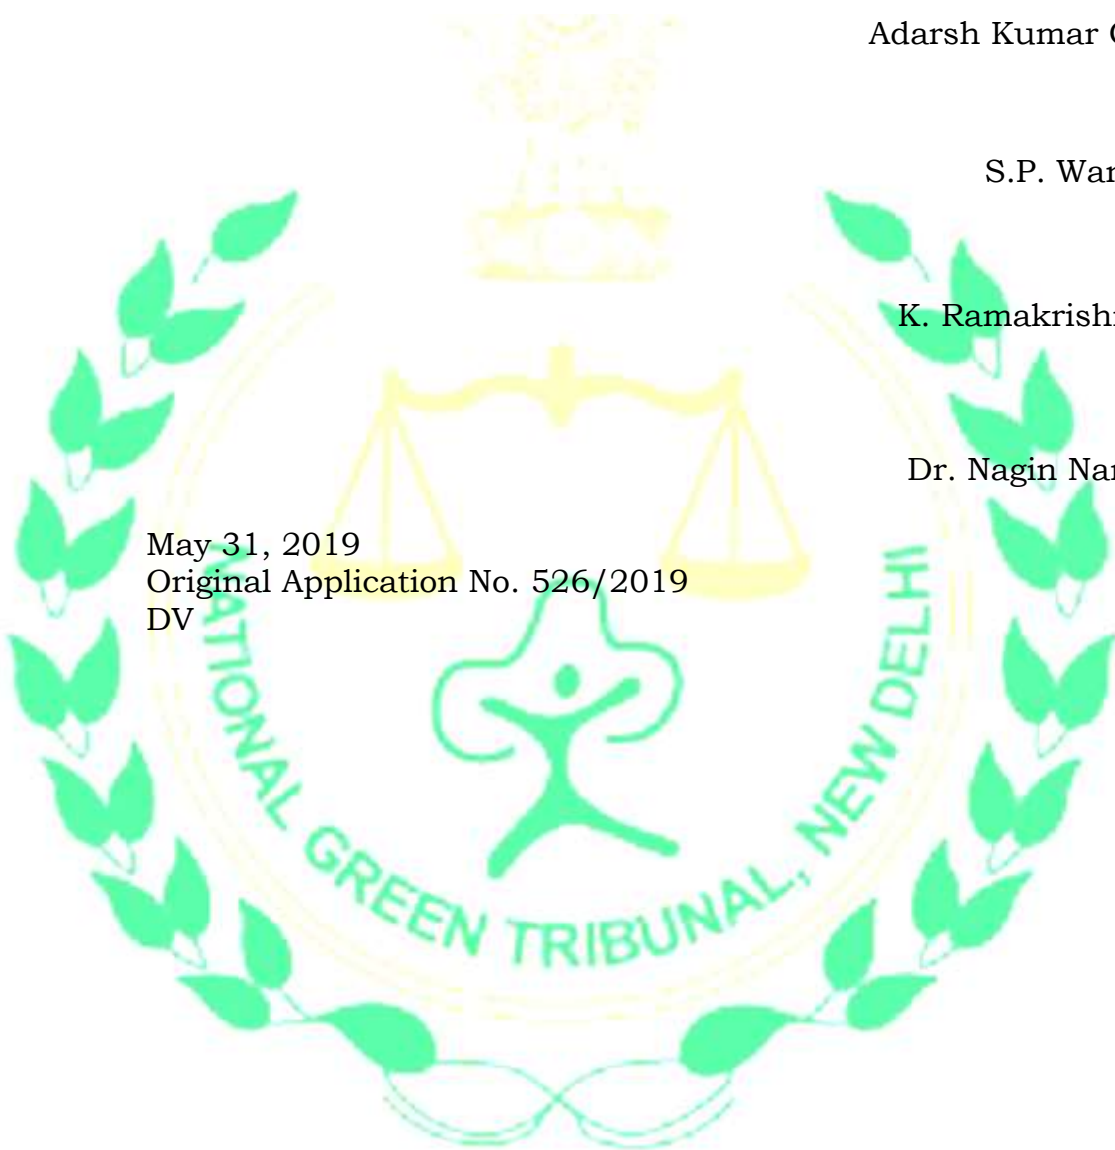 Adarsh Kumar
S.P.
K.
Dr. Nagin
May 31, 2019
Original Application No. 526/2019
DV
NATIONAL GREEN TRIBUNAL, NEW DELHI